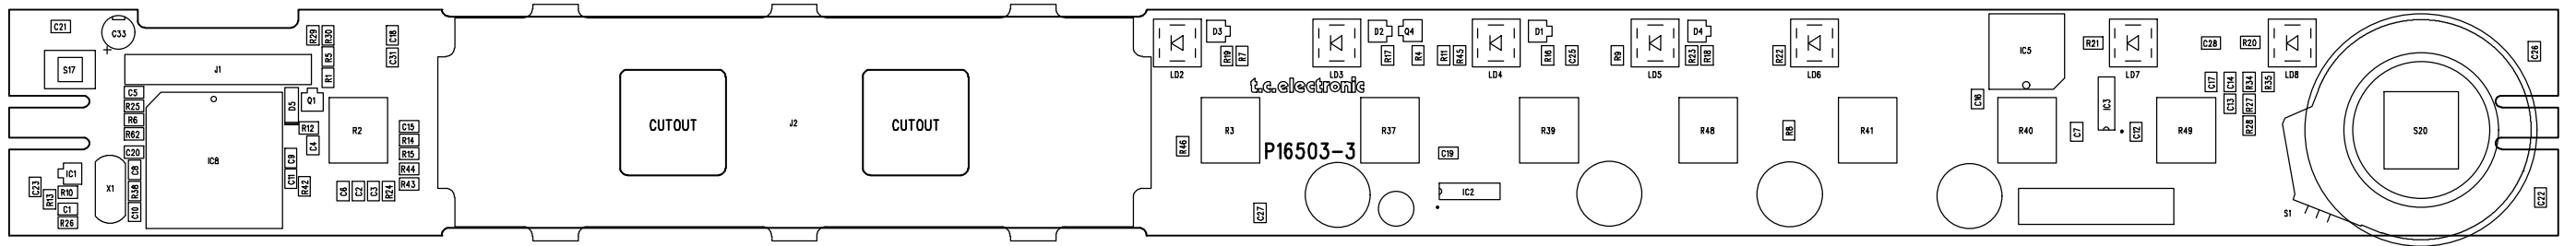 C21
C33
+
S17
J1
R29
R30
R5
R1
C18
C31
C5
R25
R6
R62
C20
C8
R38
C10
IC8
D5
Q1
R12
C4
C9
C11
R42
R2
C15
R14
R15
R44
R43
C6
C2
C3
R24
IC1
C23
R13
R10
C1
R26
X1
CUTOUT
J2
CUTOUT
LD2
D3
R19
R7
LD3
D2
Q4
R17
R4
R11
R45
LD4
D1
R16
C25
R9
LD5
D4
R23
R18
R22
LD6
IC5
R21
LD7
C28
R20
LD8
C26
t.c.electronic
R46
R3
P16503-3
R37
C19
R39
R48
R8
R41
C16
R40
C7
IC3
C12
R49
C17
C14
C13
R34
R27
R28
R35
S20
C27
IC2
S1
C22